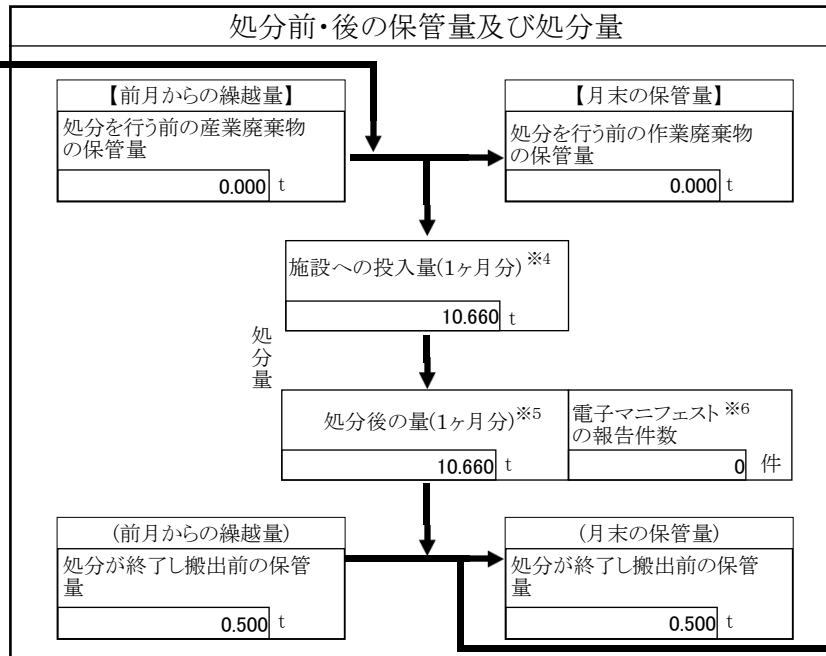 処分前・後の保管量及び処分量
【前月からの繰越量】
処分を行う前の産業廃棄物
の保管量
0.000 t
【月末の保管量】
処分を行う前の作業廃棄物
の保管量
0.000 t
施設への投入量(1ヶ月分)※4
10.660 t
処分量
処分後の量(1ヶ月分)※5
10.660 t
電子マニフェスト※6
の報告件数
0 件
(前月からの繰越量)
処分が終了し搬出前の保管
量
0.500 t
(月末の保管量)
処分が終了し搬出前の保管
量
0.500 t